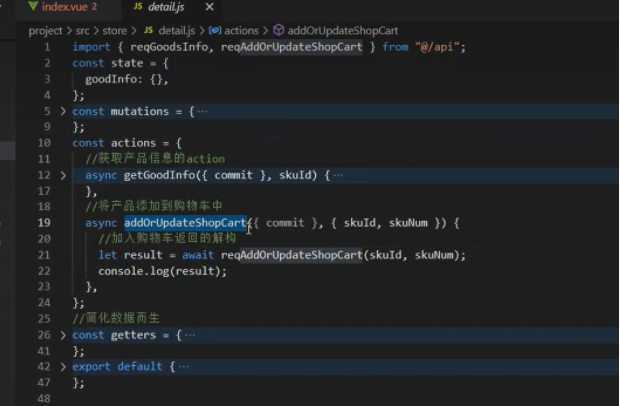 index.vue 2 detail.js
project > src > store > JS detail.js > actions > addOrUpdateShopCart
1 import { reqGoodsInfo, reqAddOrUpdateShopCart } from "@/api";
2 const state = {
3 goodInfo: {},
4 };
5 > const mutations = { ···
9 };
10 const actions = {
11 //获取产品信息的action
12 > async getGoodInfo({ commit }, skuId) { ···
17 },
18 //将产品添加到购物车中
19 async addOrUpdateShopCart({ commit }, { skuId, skuNum }) {
20 //加入购物车返回的解构
21 let result = await reqAddOrUpdateShopCart(skuId, skuNum);
22 console.log(result);
23 },
24 };
25 //简化数据而生
26 > const getters = { ···
41 };
42 > export default { ···
47 };
48